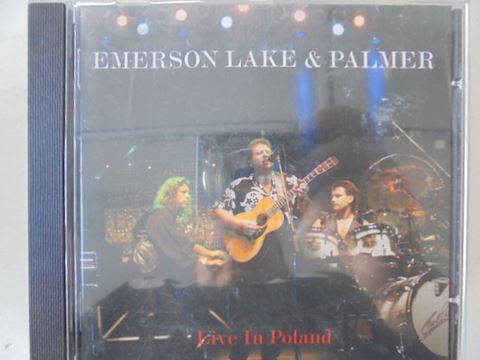 EMERSON LAKE & PALMER
Live In Poland